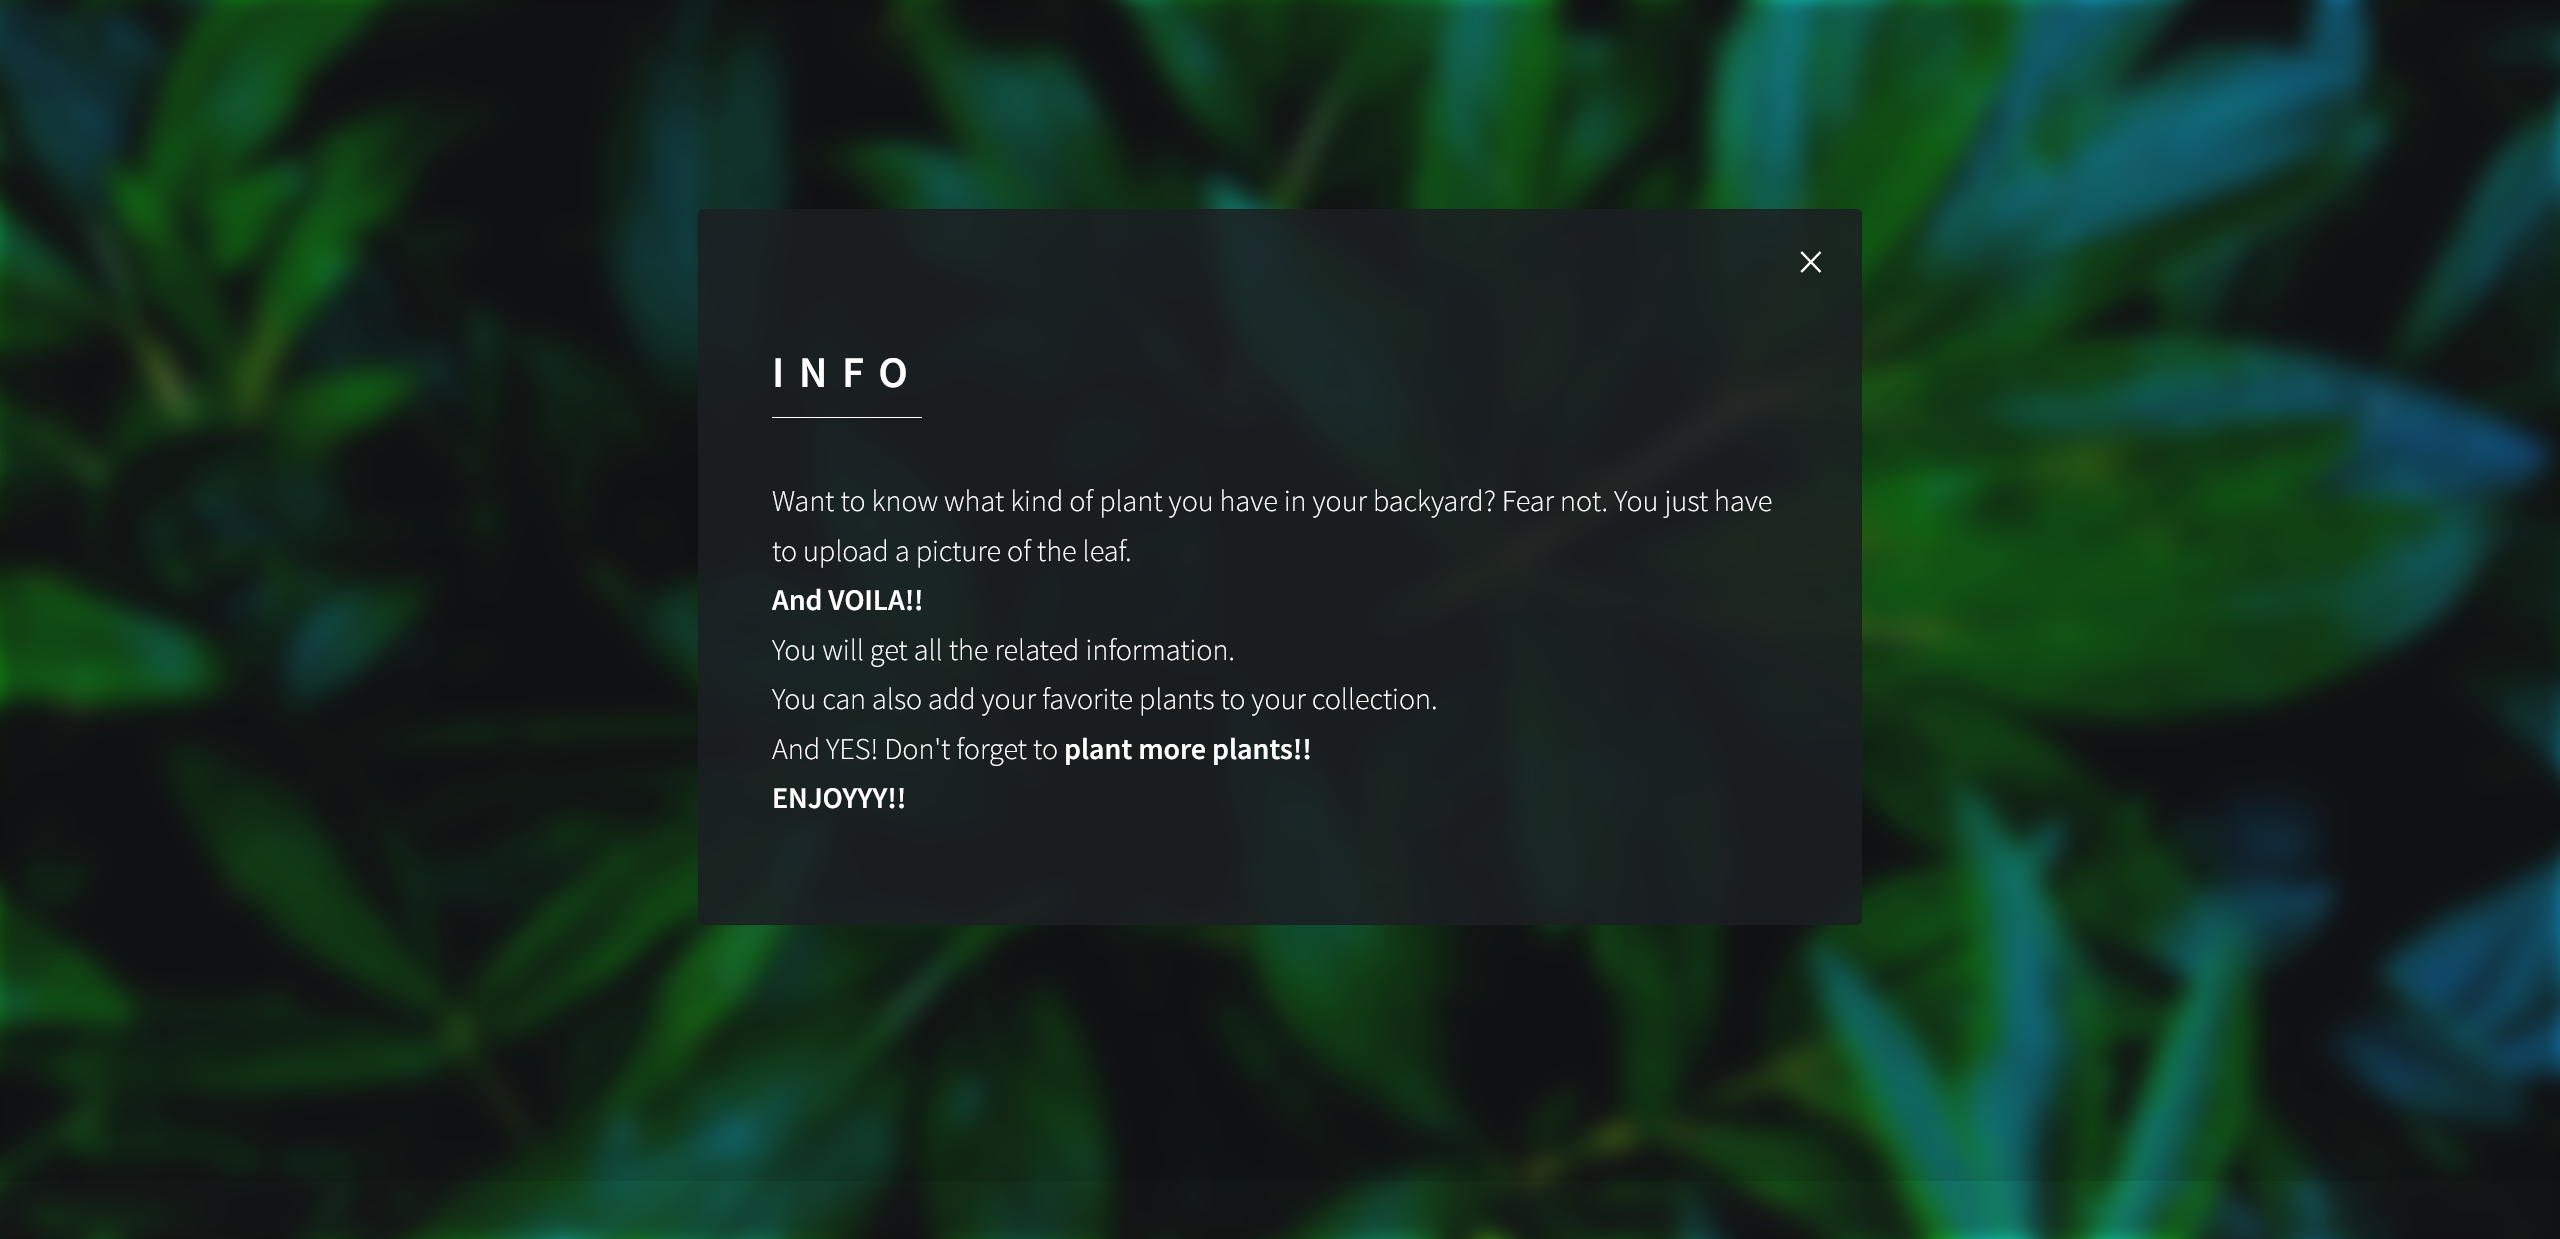 INFO
Want to know what kind of plant you have in your backyard? Fear not. You just have
to upload a picture of the leaf.
And VOILA!!
You will get all the related information.
You can also add your favorite plants to your collection.
And YES! Don't forget to plant more plants!!
ENJOYYY!!